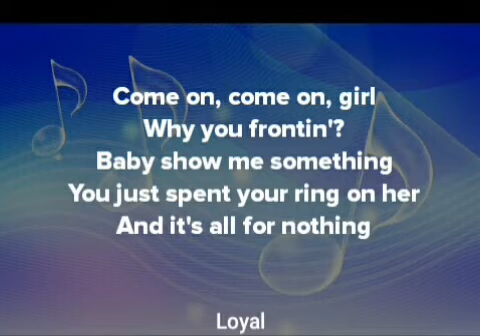 Come on, come on, girl
Why you frontin'?
Baby show me something
You just spent your ring on her
And it's all for nothing
Loyal